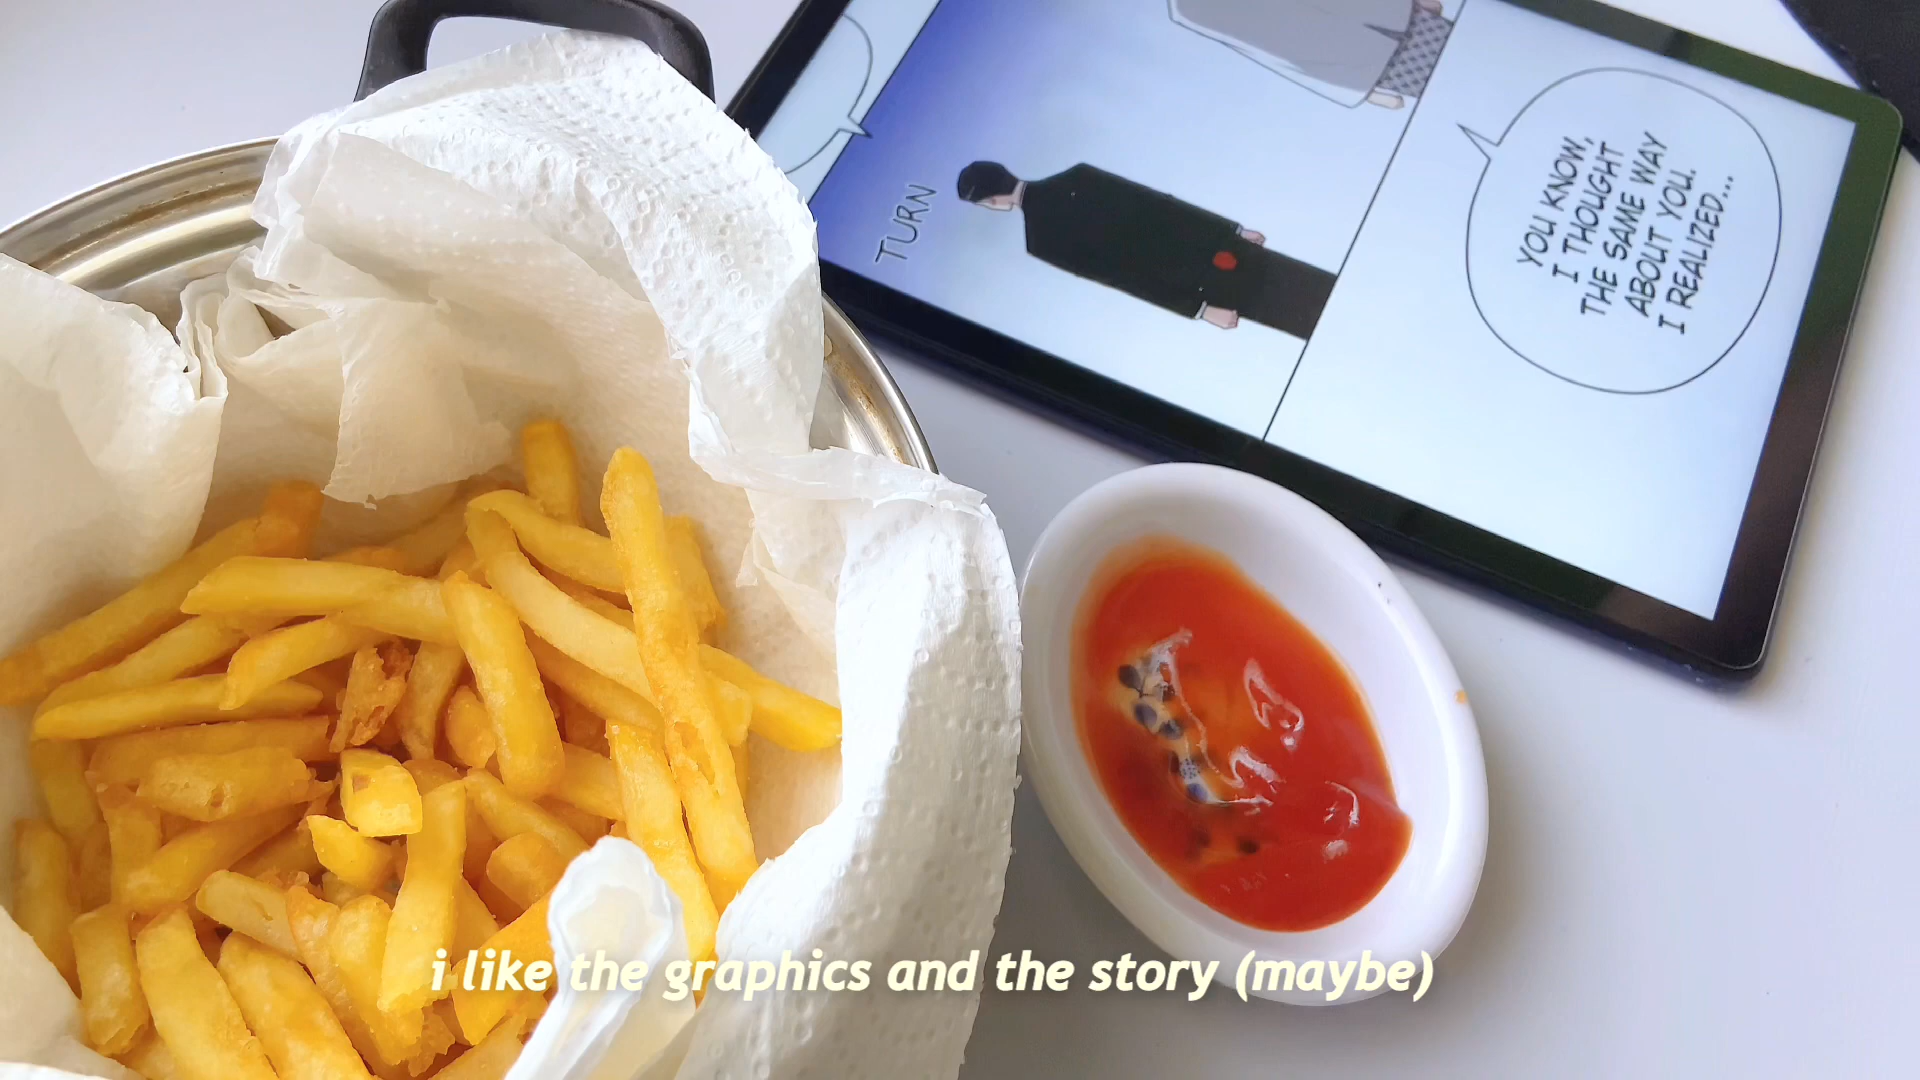 TURN
YOU KNOW,
I THOUGHT
THE SAME WAY
ABOUT YOU.
I REALIZED...
i like the graphics and the story (maybe)